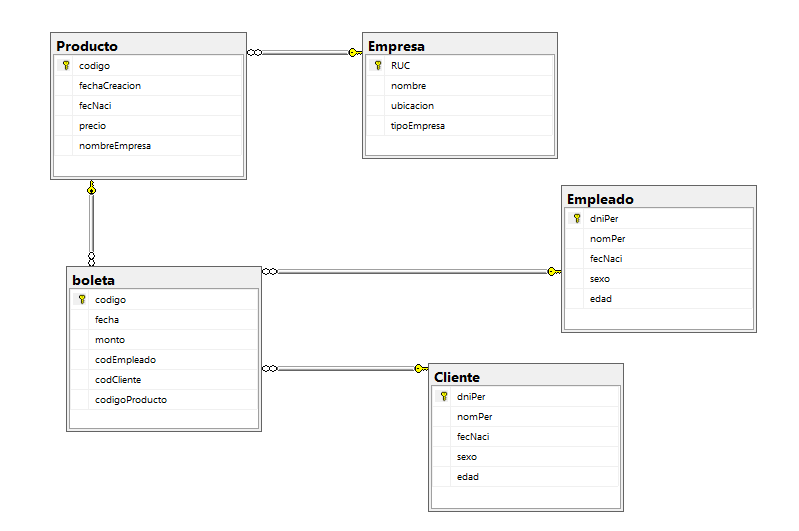 Producto
codigo
fechaCreacion
fecNaci
precio
nombreEmpresa
Empresa
RUC
nombre
ubicacion
tipoEmpresa
Empleado
dniPer
nomPer
fecNaci
sexo
edad
boleta
codigo
fecha
monto
codEmpleado
codCliente
codigoProducto
Cliente
dniPer
nomPer
fecNaci
sexo
edad